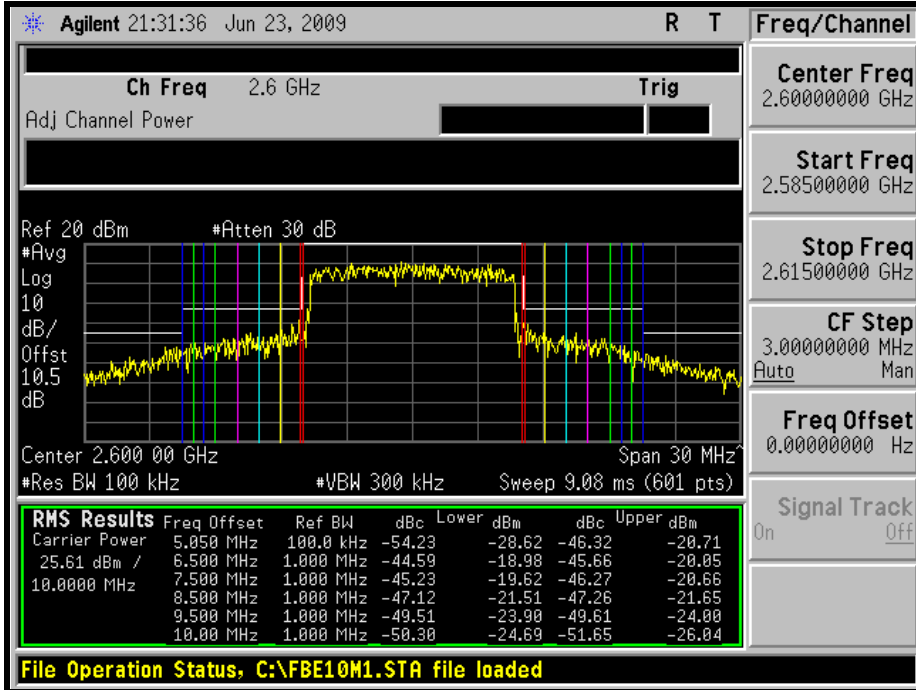 Agilent 21:31:36 Jun 23, 2009 R T
Freq/Channel
Ch Freq 2.6 GHz Trig
Adj Channel Power
Ref 20 dBm #Atten 30 dB
#Avg
Log
10
dB/
Offst
10.5
dB
Center 2.600 00 GHz Span 30 MHz^
#Res BW 100 kHz #VBW 300 kHz Sweep 9.08 ms (601 pts)
RMS Results Freq Offset Ref BW dBc Lower dBm dBc Upper dBm
Carrier Power 5.050 MHz 100.0 kHz -54.23 -28.62 -46.32 -20.71
25.61 dBm / 6.500 MHz 1.000 MHz -44.59 -18.98 -45.66 -20.05
10.0000 MHz 7.500 MHz 1.000 MHz -45.23 -19.62 -46.27 -20.66
8.500 MHz 1.000 MHz -47.12 -21.51 -47.26 -21.65
9.500 MHz 1.000 MHz -49.51 -23.90 -49.61 -24.00
10.00 MHz 1.000 MHz -50.30 -24.69 -51.65 -26.04
File Operation Status, C:\FBE10M1.STA file loaded
Center Freq
2.60000000 GHz
Start Freq
2.58500000 GHz
Stop Freq
2.61500000 GHz
CF Step
3.00000000 MHz
Auto Man
Freq Offset
0.00000000 Hz
Signal Track
On Off